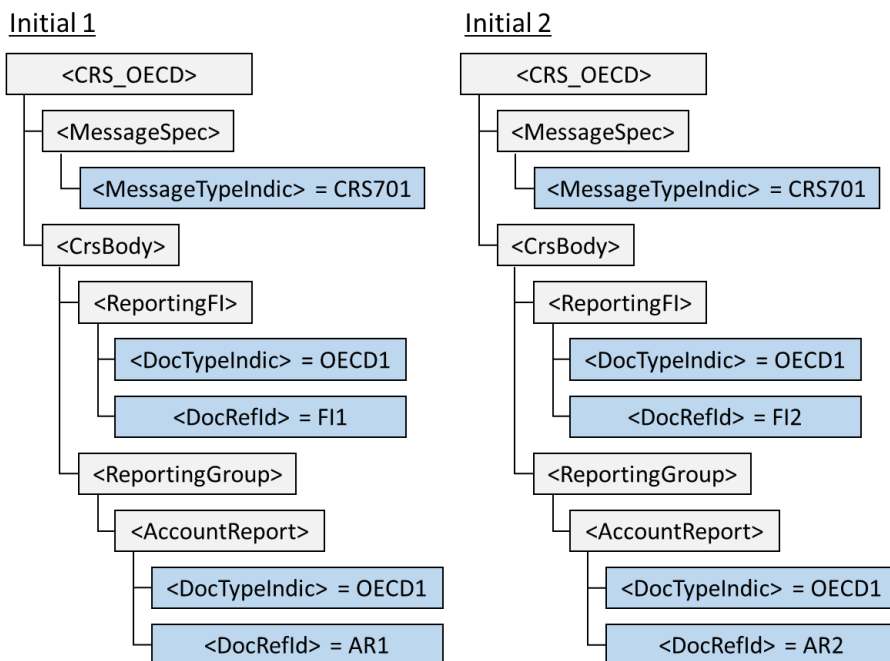 Initial 1
<CRS_OECD>
<MessageSpec>
<MessageTypeIndic> = CRS701
<CrsBody>
<ReportingFI>
<DocTypeIndic> = OECD1
<DocRefId> = FI1
<ReportingGroup>
<AccountReport>
<DocTypeIndic> = OECD1
<DocRefId> = AR1
Initial 2
<CRS_OECD>
<MessageSpec>
<MessageTypeIndic> = CRS701
<CrsBody>
<ReportingFI>
<DocTypeIndic> = OECD1
<DocRefId> = FI2
<ReportingGroup>
<AccountReport>
<DocTypeIndic> = OECD1
<DocRefId> = AR2